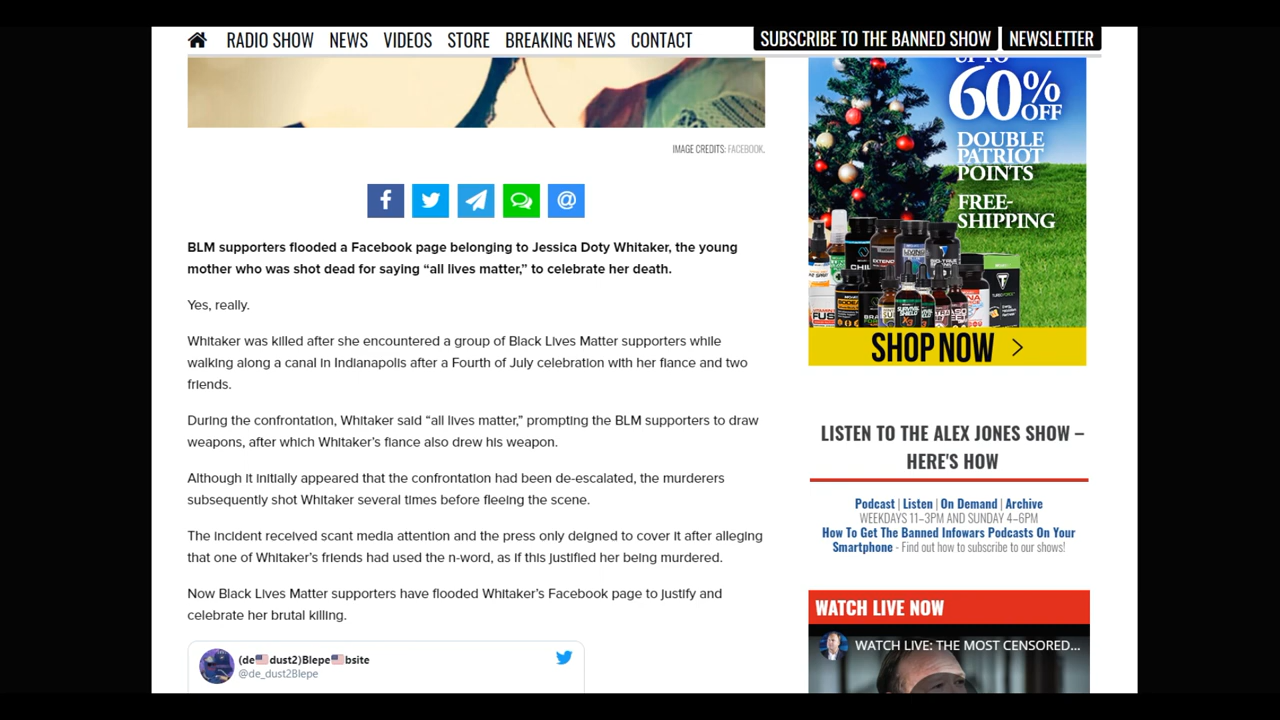 RADIO SHOW NEWS VIDEOS STORE BREAKING NEWS CONTACT
SUBSCRIBE TO THE BANNED SHOW NEWSLETTER
IMAGE CREDITS: FACEBOOK.
BLM supporters flooded a Facebook page belonging to Jessica Doty Whitaker, the young
mother who was shot dead for saying “all lives matter,” to celebrate her death.
Yes, really.
Whitaker was killed after she encountered a group of Black Lives Matter supporters while
walking along a canal in Indianapolis after a Fourth of July celebration with her fiance and two
friends.
During the confrontation, Whitaker said “all lives matter,” prompting the BLM supporters to draw
weapons, after which Whitaker’s fiance also drew his weapon.
Although it initially appeared that the confrontation had been de-escalated, the murderers
subsequently shot Whitaker several times before fleeing the scene.
The incident received scant media attention and the press only deigned to cover it after alleging
that one of Whitaker’s friends had used the n-word, as if this justified her being murdered.
Now Black Lives Matter supporters have flooded Whitaker’s Facebook page to justify and
celebrate her brutal killing.
(de🇺🇸dust2)Blepe🇺🇸bsite
@de_dust2Blepe
UP TO
60% OFF
DOUBLE
PATRIOT
POINTS
FREE-
SHIPPING
SHOP NOW >
LISTEN TO THE ALEX JONES SHOW –
HERE'S HOW
Podcast | Listen | On Demand | Archive
WEEKDAYS 11–3PM AND SUNDAY 4–6PM
How To Get The Banned Infowars Podcasts On Your
Smartphone - Find out how to subscribe to our shows!
WATCH LIVE NOW
WATCH LIVE: THE MOST CENSORED...